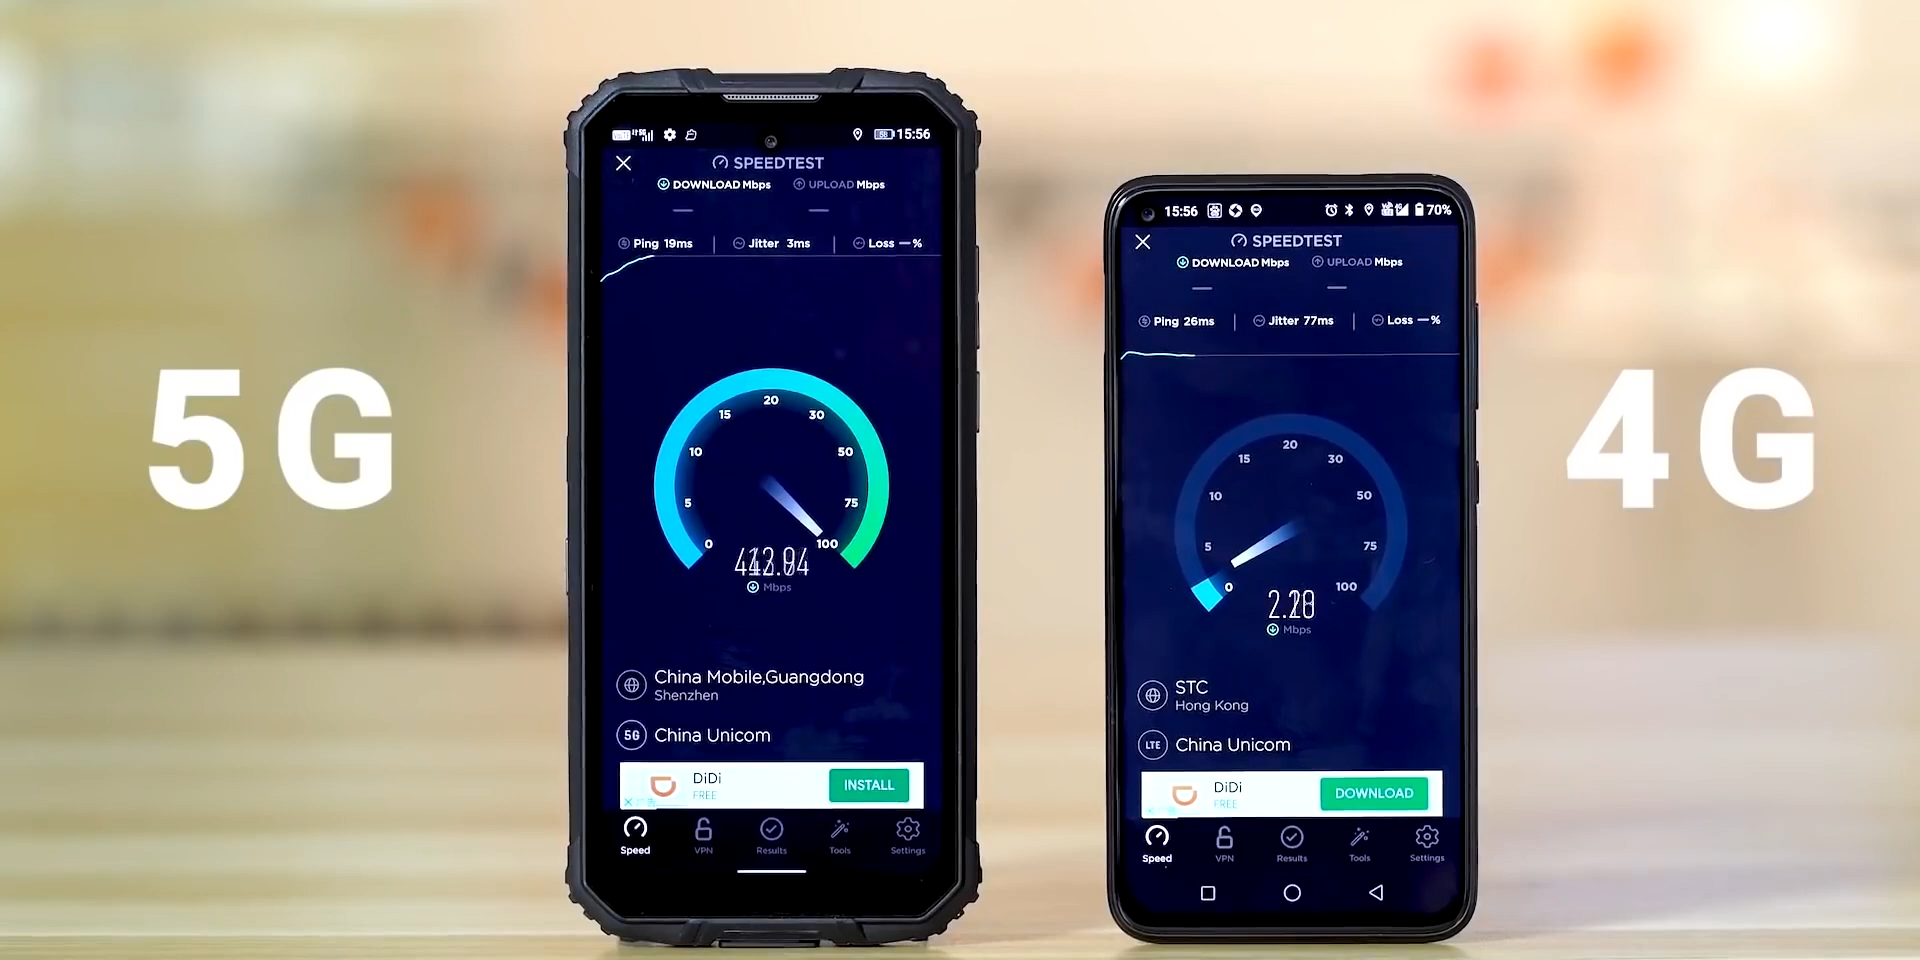 5G
15:56
SPEEDTEST
DOWNLOAD Mbps UPLOAD Mbps
Ping 19ms Jitter 3ms Loss — %
20
15 30
10 50
5 75
0 100
Mbps
China Mobile,Guangdong
Shenzhen
5G China Unicom
DiDi
FREE
INSTALL
Speed VPN Results Tools Settings
15:56 70%
SPEEDTEST
DOWNLOAD Mbps UPLOAD Mbps
Ping 26ms Jitter 77ms Loss — %
20
15 30
10 50
5 75
0 100
Mbps
STC
Hong Kong
LTE China Unicom
DiDi
FREE
DOWNLOAD
Speed VPN Results Tools Settings
4G